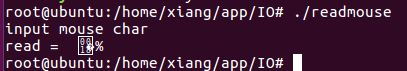 root@ubuntu:/home/xiang/app/IO# ./readmouse
input mouse char
read = %
root@ubuntu:/home/xiang/app/IO#